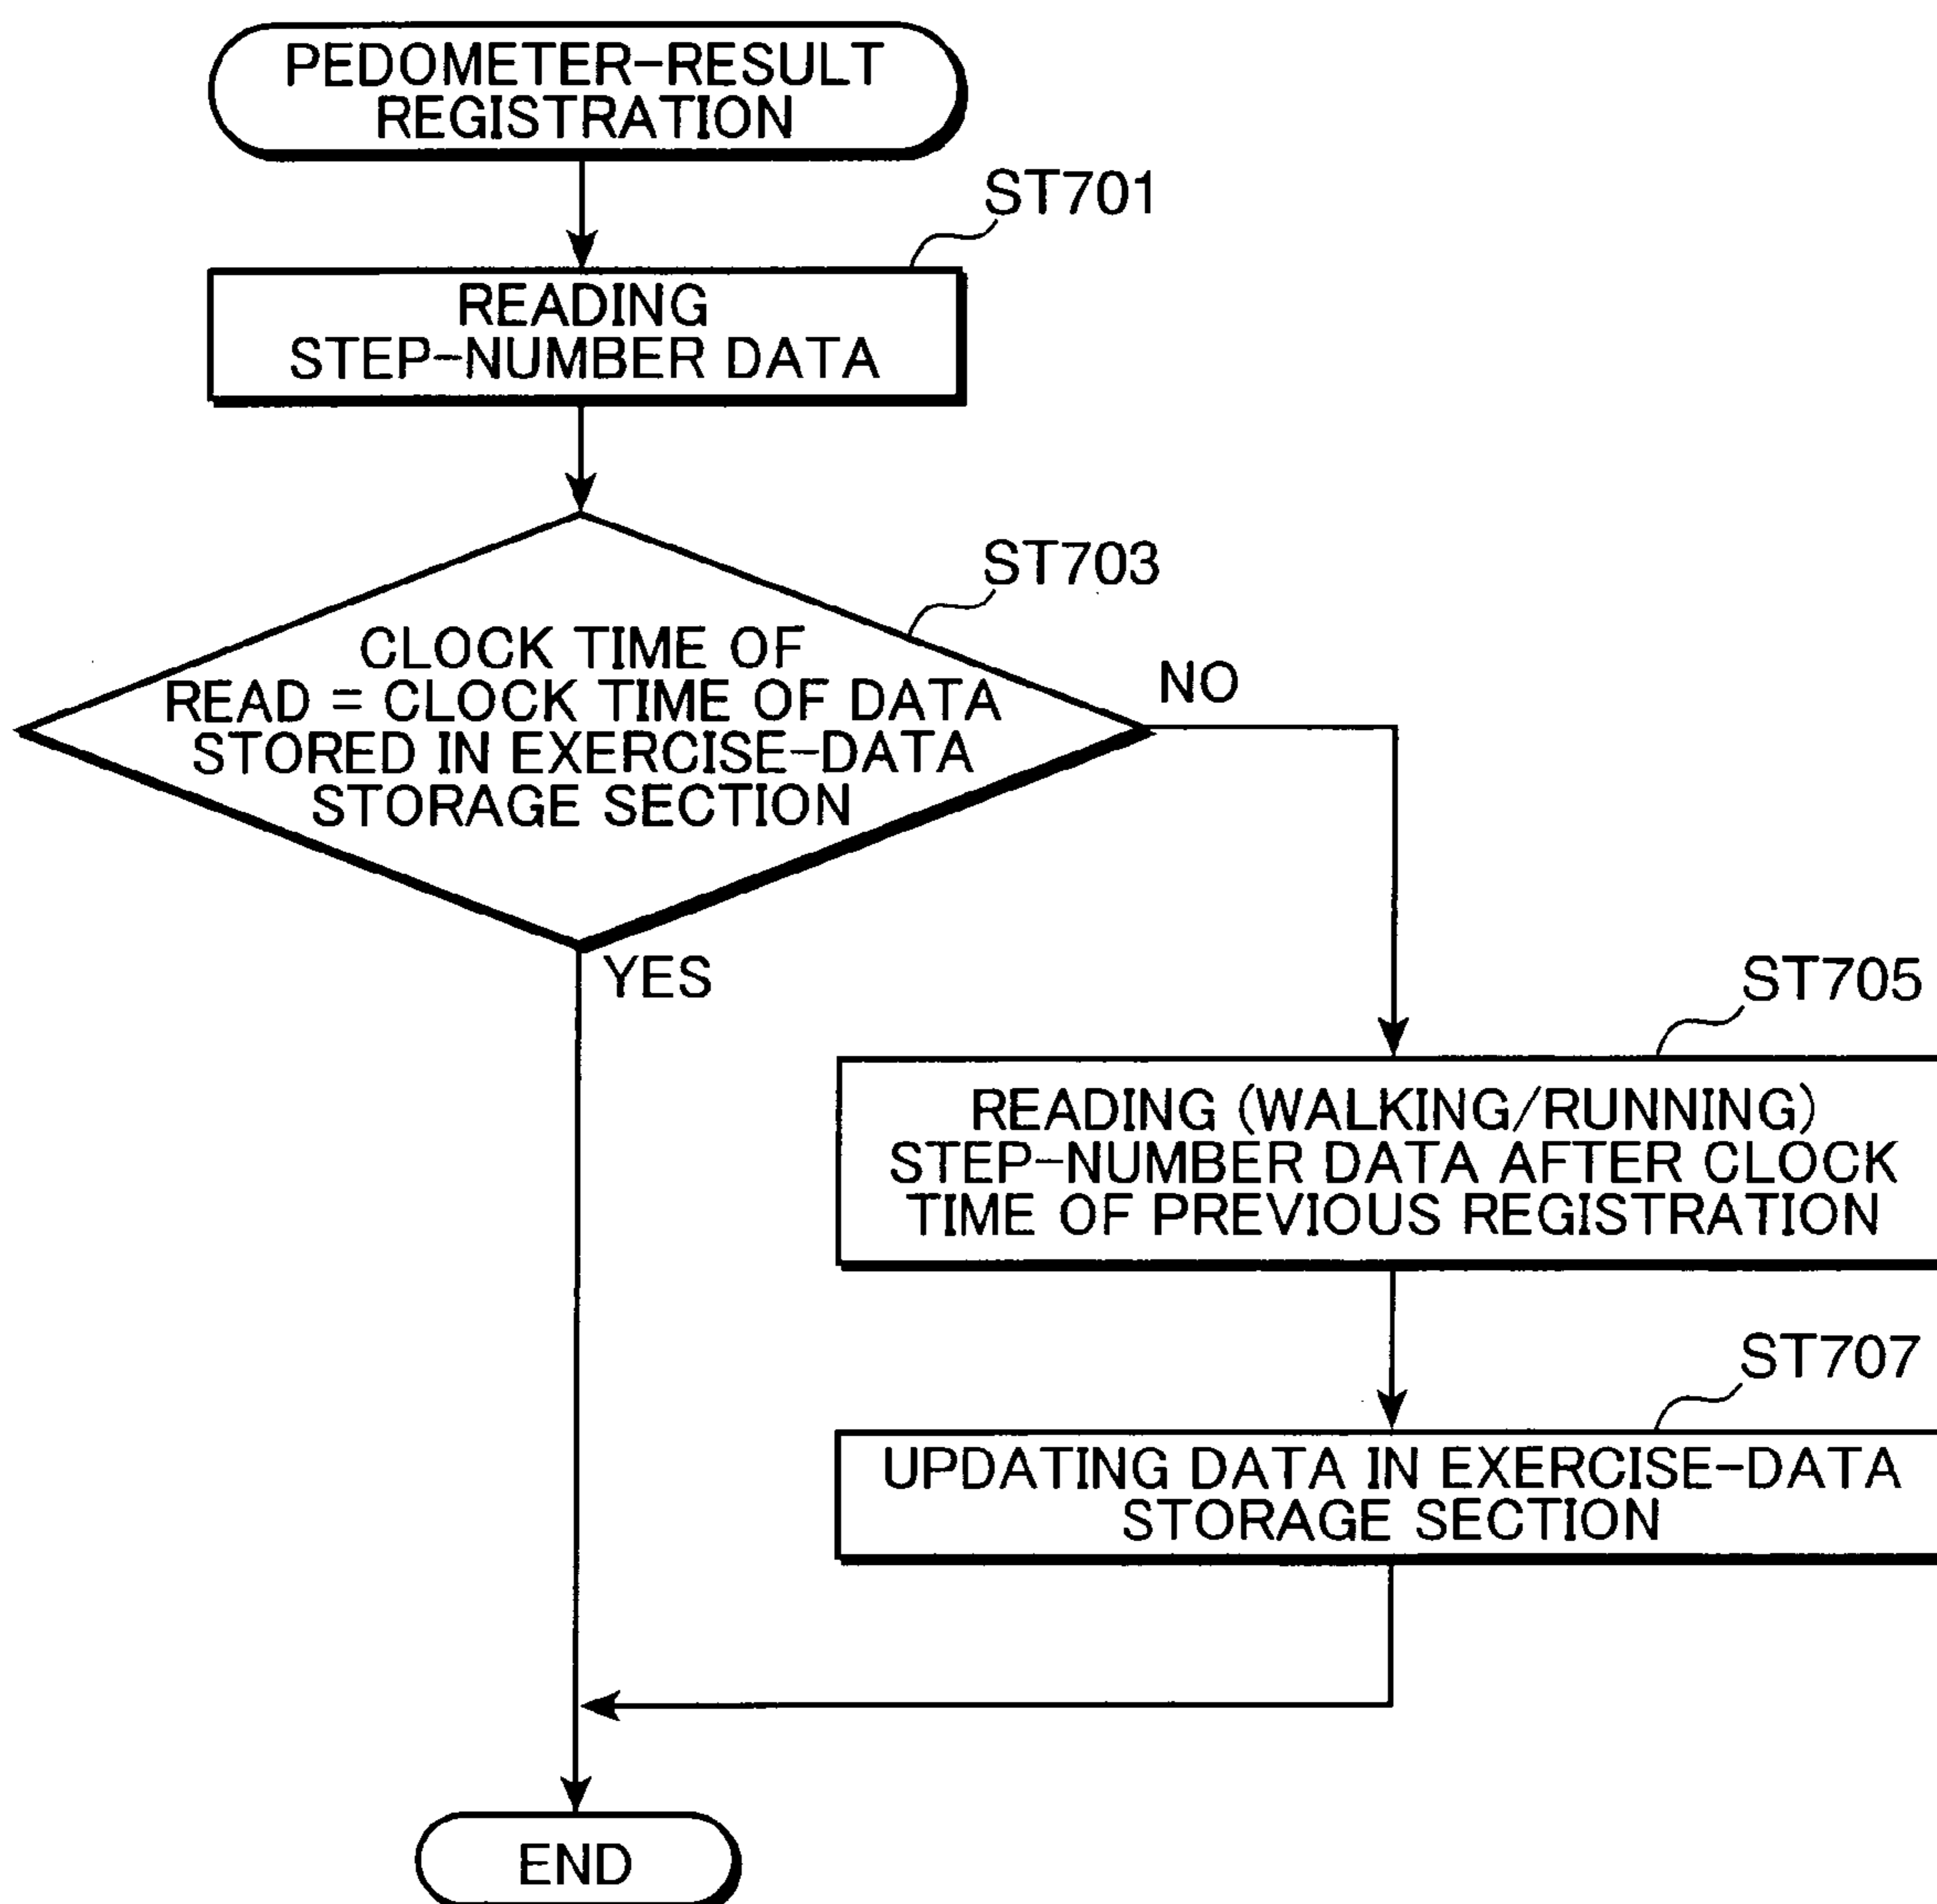 PEDOMETER-RESULT
REGISTRATION
ST701
READING
STEP-NUMBER DATA
ST703
CLOCK TIME OF
READ = CLOCK TIME OF DATA
STORED IN EXERCISE-DATA
STORAGE SECTION
NO
YES
ST705
READING (WALKING/RUNNING)
STEP-NUMBER DATA AFTER CLOCK
TIME OF PREVIOUS REGISTRATION
ST707
UPDATING DATA IN EXERCISE-DATA
STORAGE SECTION
END